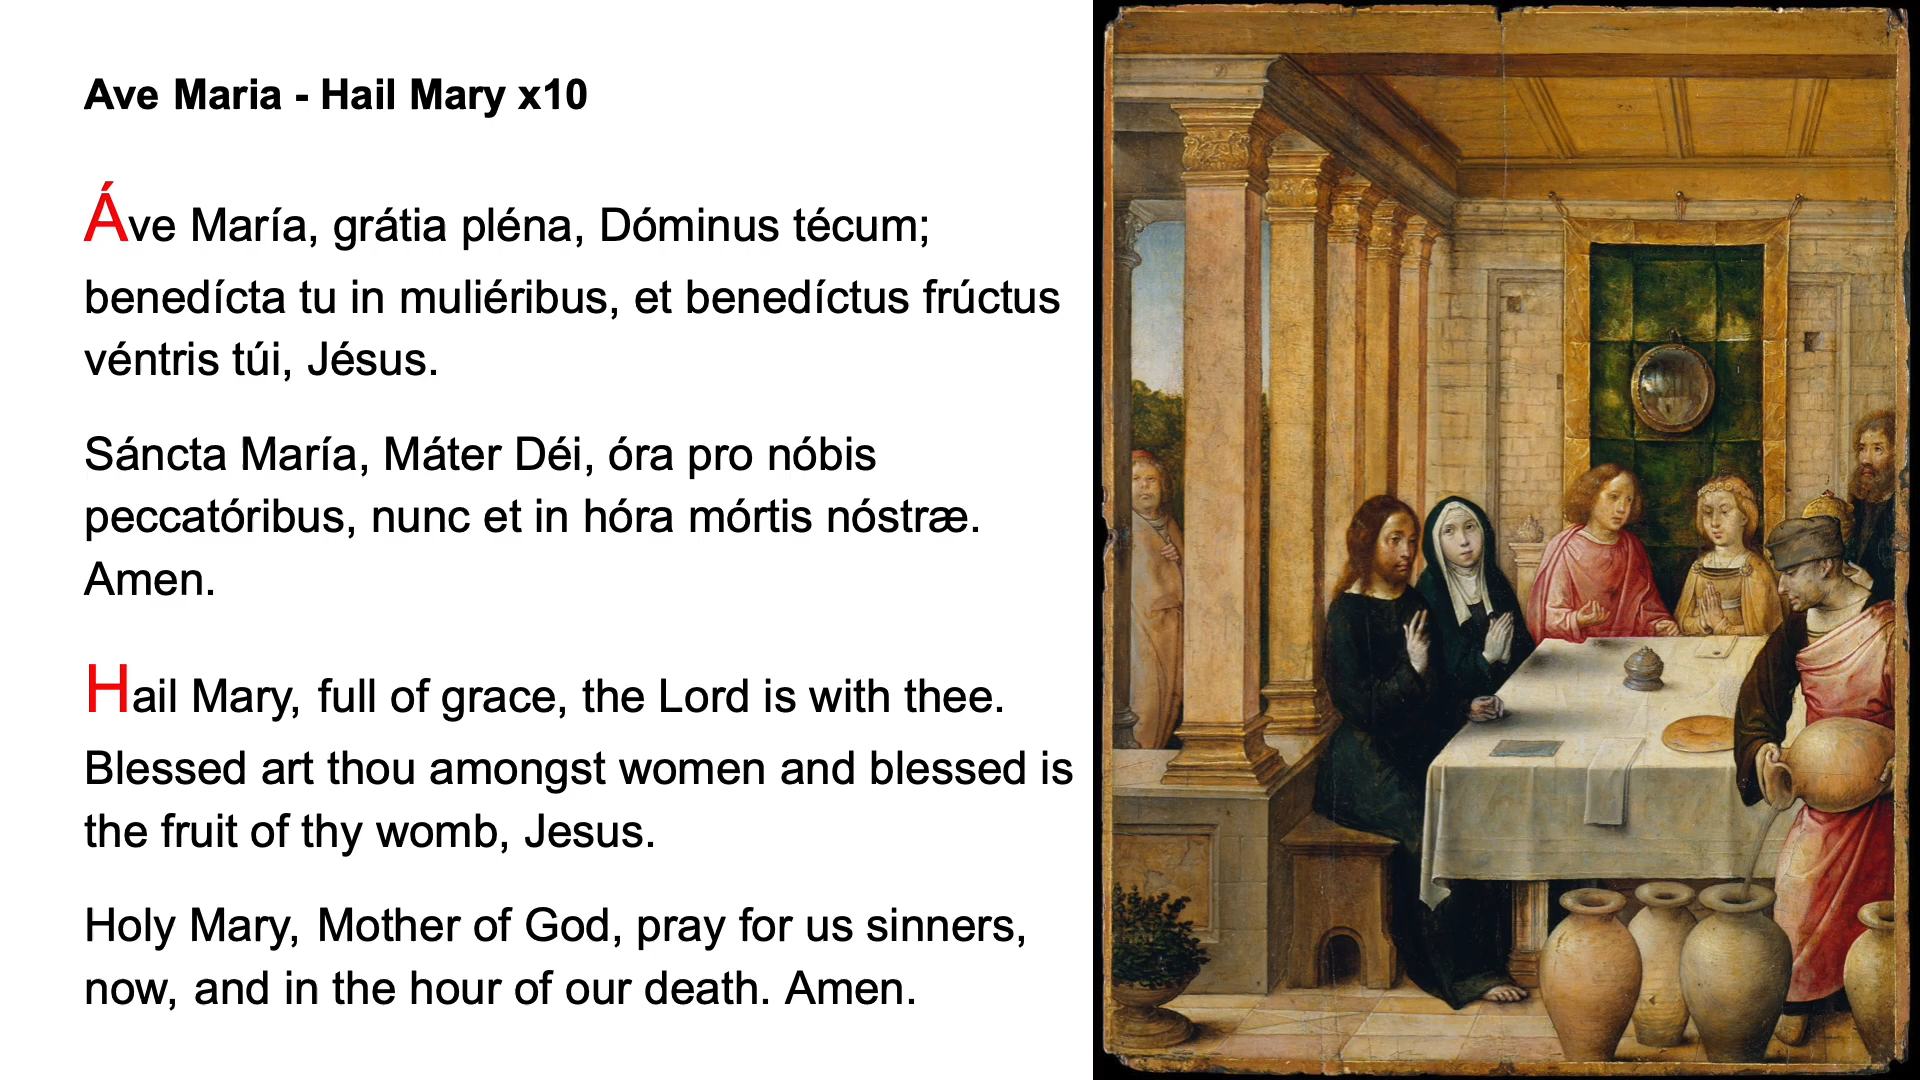 Ave Maria - Hail Mary x10
Áve María, grátia pléna, Dóminus técum;
benedícta tu in muliéribus, et benedíctus frúctus
véntris túi, Jésus.
Sáncta María, Máter Déi, óra pro nóbis
peccatóribus, nunc et in hóra mórtis nóstræ.
Amen.
Hail Mary, full of grace, the Lord is with thee.
Blessed art thou amongst women and blessed is
the fruit of thy womb, Jesus.
Holy Mary, Mother of God, pray for us sinners,
now, and in the hour of our death. Amen.